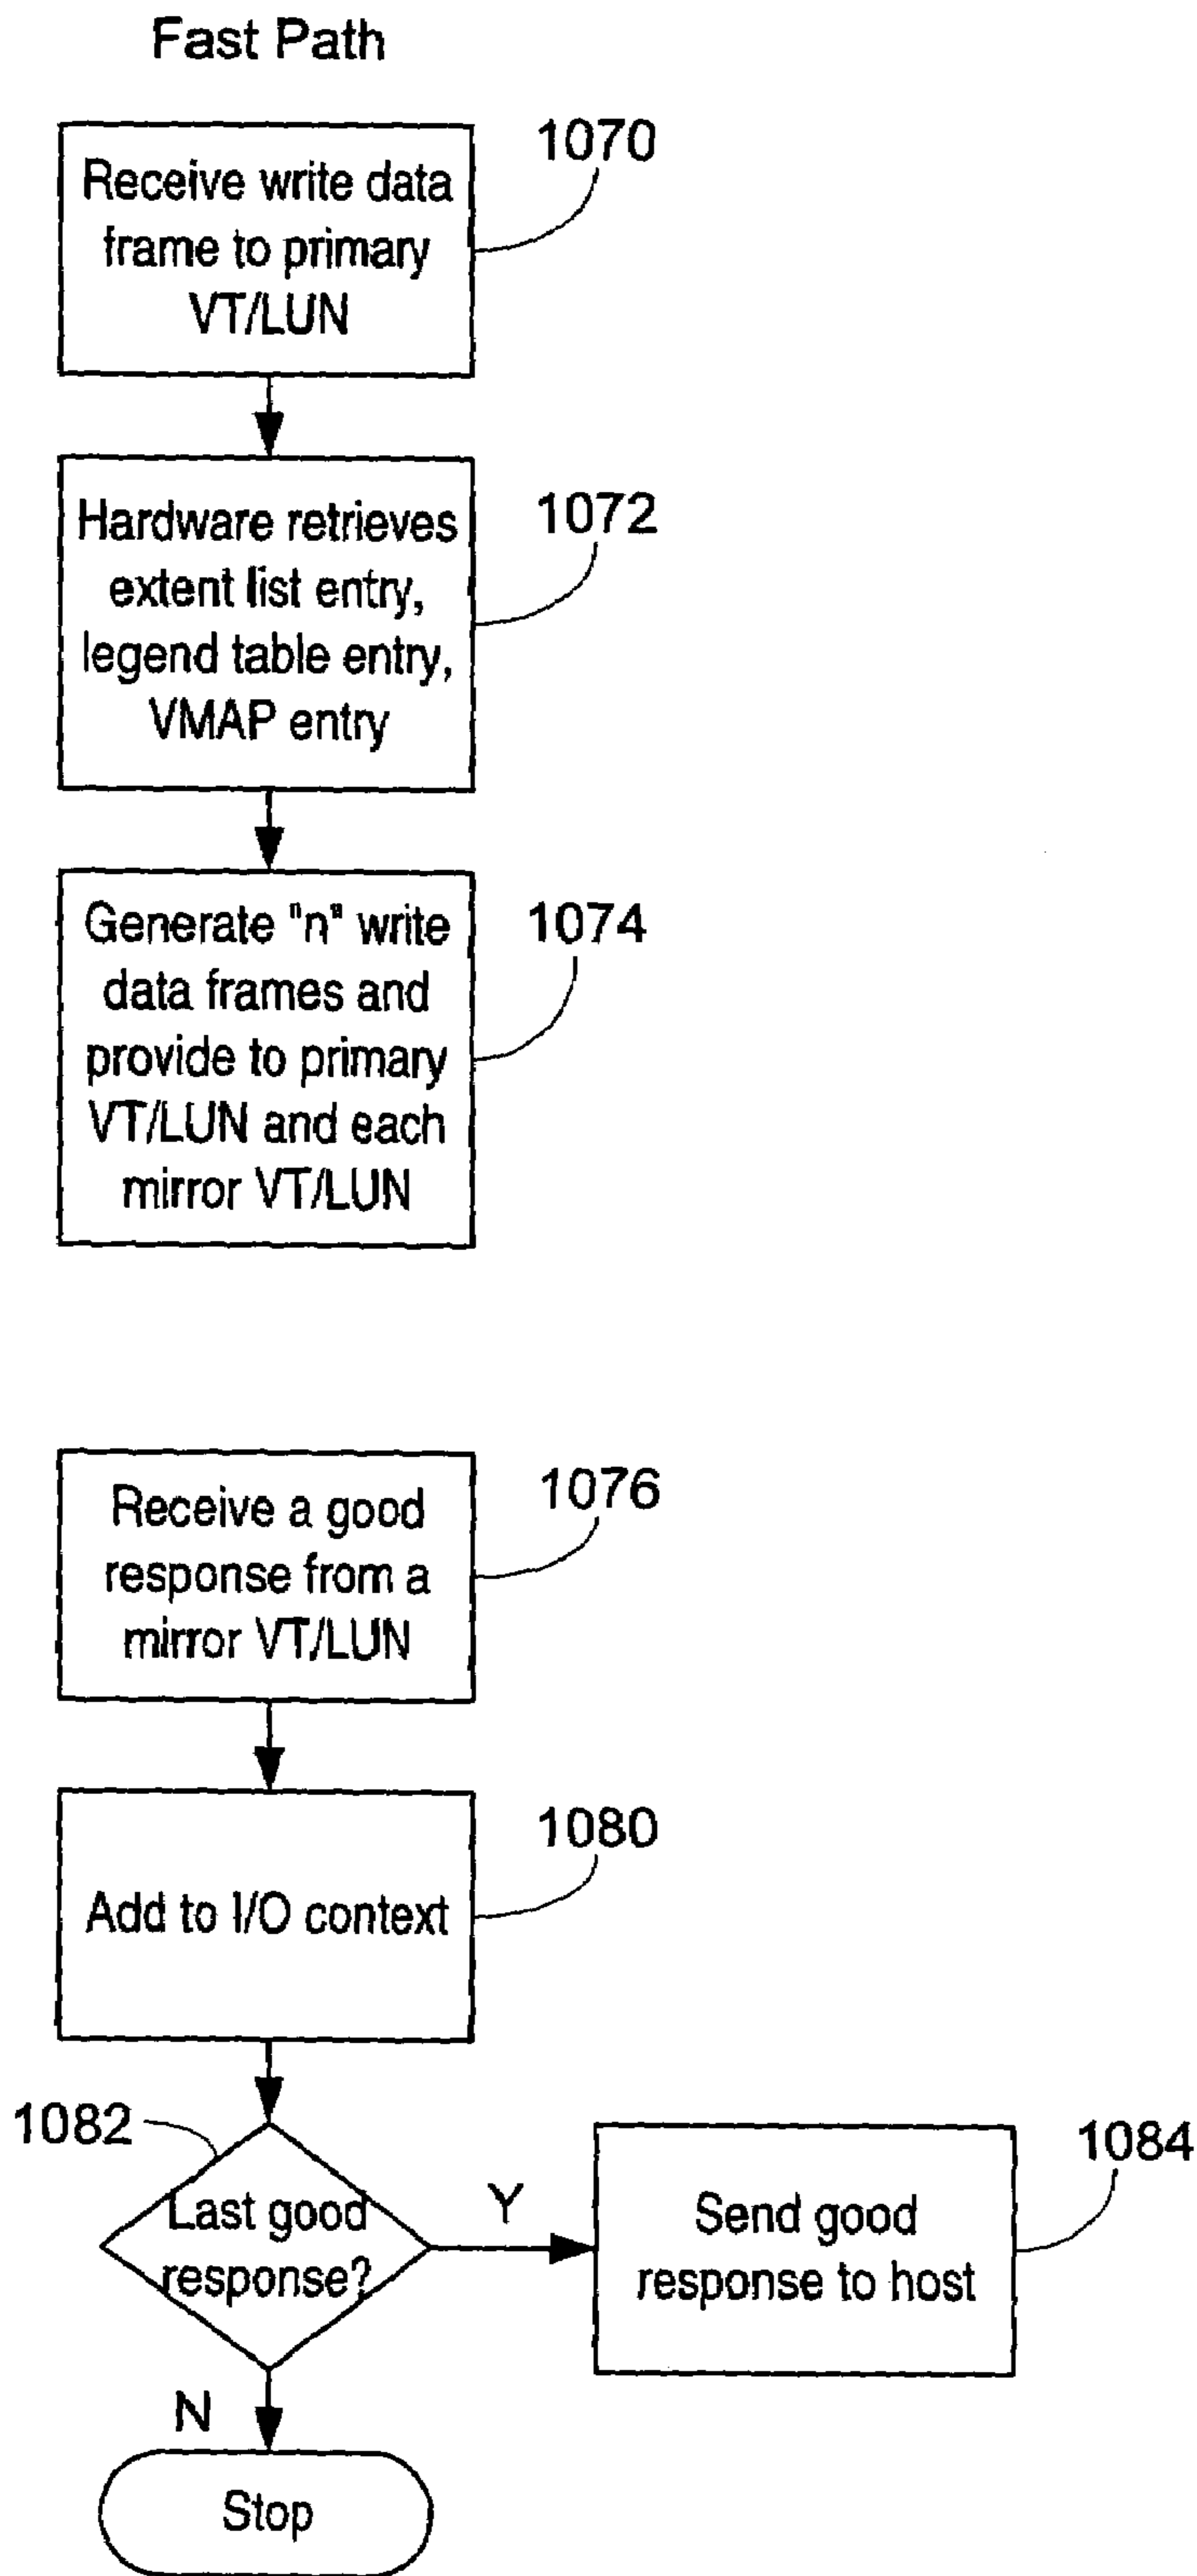 Fast Path
1070
Receive write data
frame to primary
VT/LUN
1072
Hardware retrieves
extent list entry,
legend table entry,
VMAP entry
1074
Generate "n" write
data frames and
provide to primary
VT/LUN and each
mirror VT/LUN
1076
Receive a good
response from a
mirror VT/LUN
1080
Add to I/O context
1082
Last good
response?
Y
1084
Send good
response to host
N
Stop